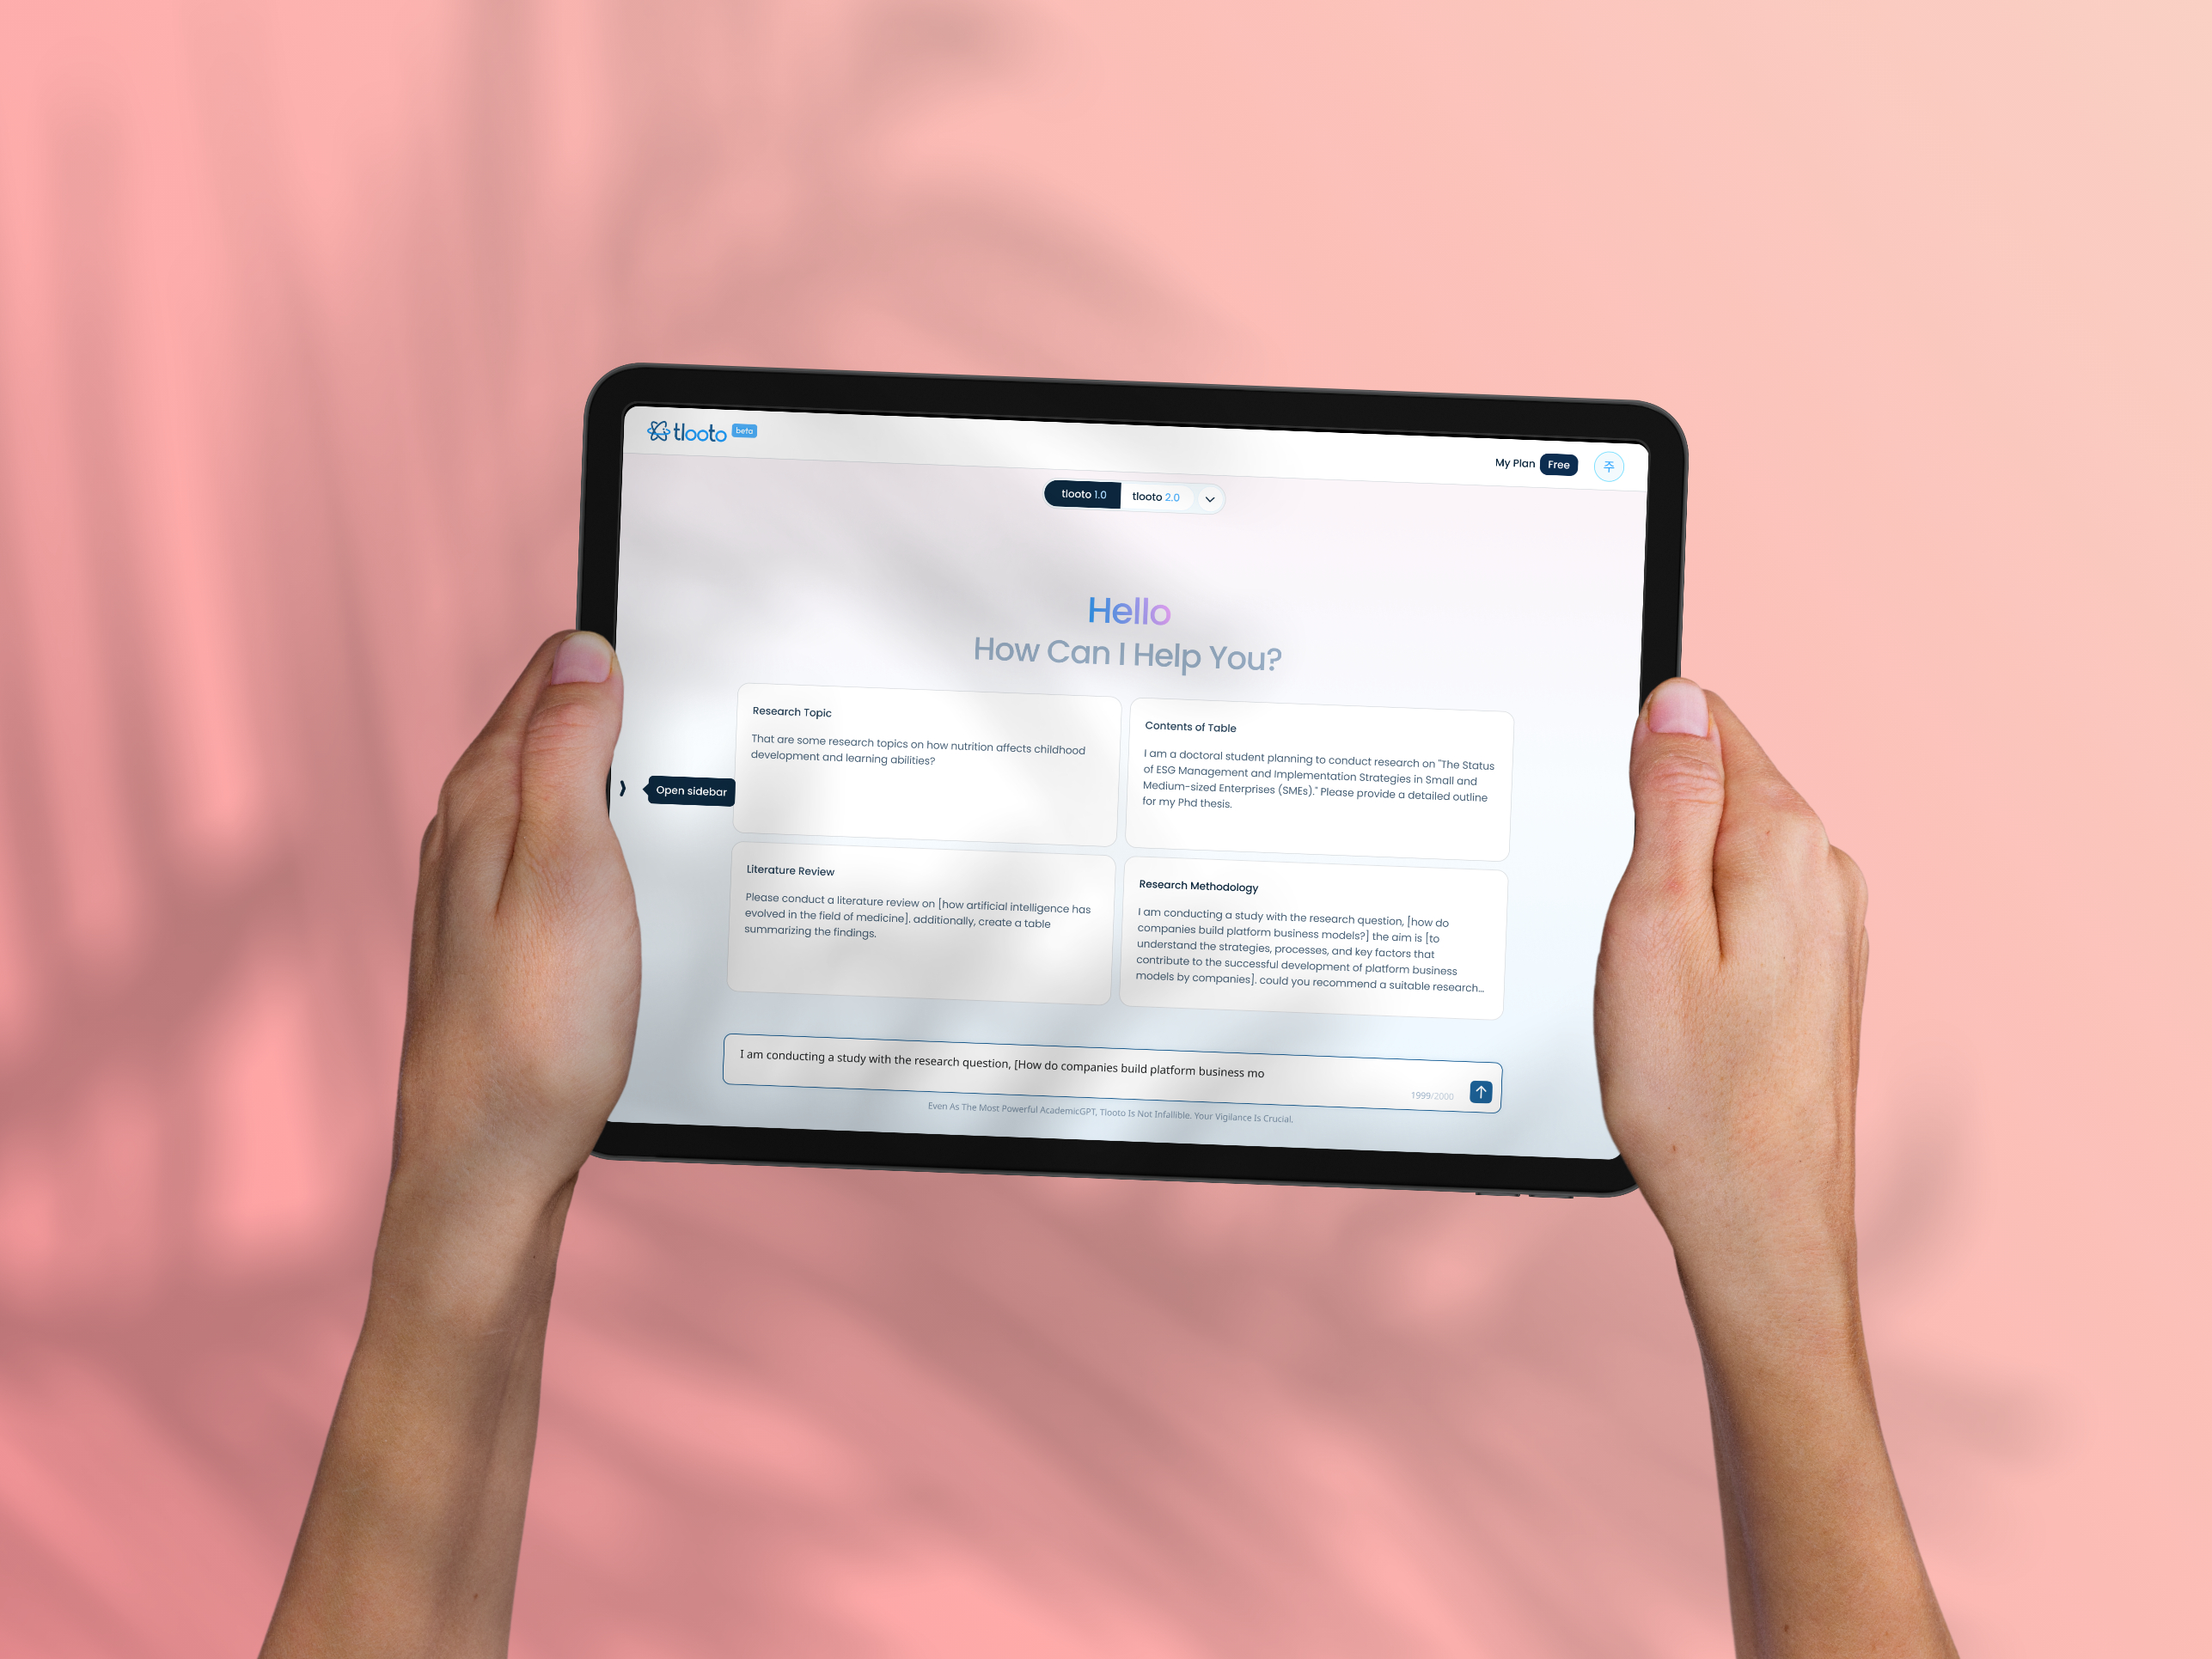 tlooto beta
My Plan Free 주
tlooto 1.0 tlooto 2.0
Hello
How Can I Help You?
Research Topic
That are some research topics on how nutrition affects childhood
development and learning abilities?
Contents of Table
I am a doctoral student planning to conduct research on "The Status
of ESG Management and Implementation Strategies in Small and
Medium-sized Enterprises (SMEs)." Please provide a detailed outline
for my Phd thesis.
Open sidebar
Literature Review
Please conduct a literature review on [how artificial intelligence has
evolved in the field of medicine]. additionally, create a table
summarizing the findings.
Research Methodology
I am conducting a study with the research question, [how do
companies build platform business models?] the aim is [to
understand the strategies, processes, and key factors that
contribute to the successful development of platform business
models by companies]. could you recommend a suitable research...
I am conducting a study with the research question, [How do companies build platform business mo
1999/2000
Even As The Most Powerful AcademicGPT, Tlooto Is Not Infallible. Your Vigilance Is Crucial.